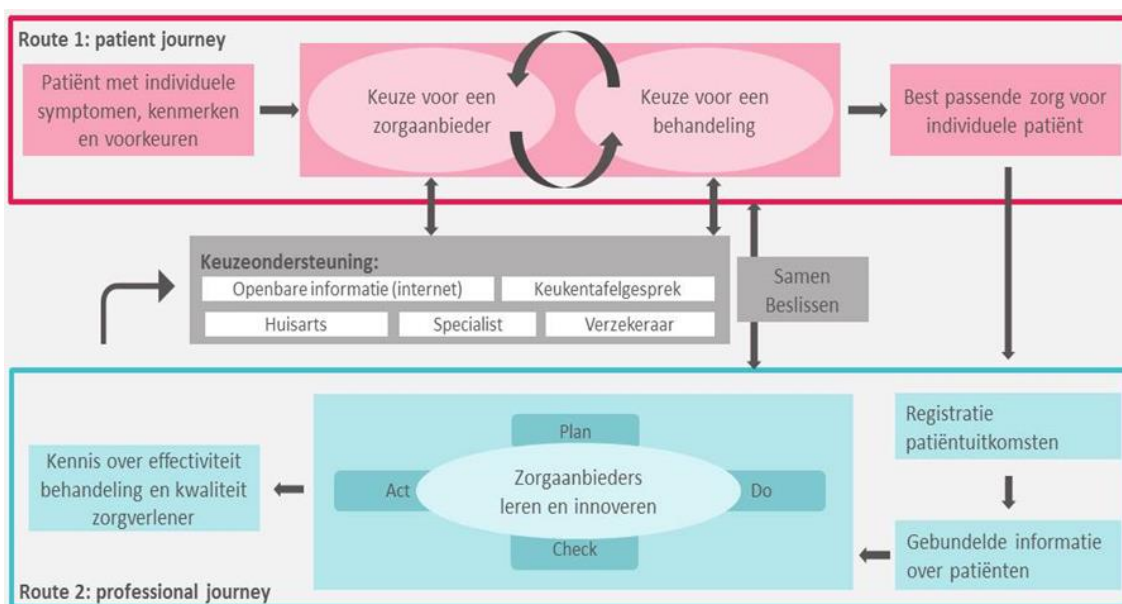 Route 1: patient journey
Patiënt met individuele
symptomen, kenmerken
en voorkeuren
Keuze voor een
zorgaanbieder
Keuze voor een
behandeling
Best passende zorg voor
individuele patiënt
Keuzeondersteuning:
Openbare informatie (internet)
Keukentafelgesprek
Huisarts
Specialist
Verzekeraar
Samen
Beslissen
Registratie
patiëntuitkomsten
Gebundelde informatie
over patiënten
Plan
Act
Zorgaanbieders
leren en innoveren
Do
Check
Kennis over effectiviteit
behandeling en kwaliteit
zorgverlener
Route 2: professional journey